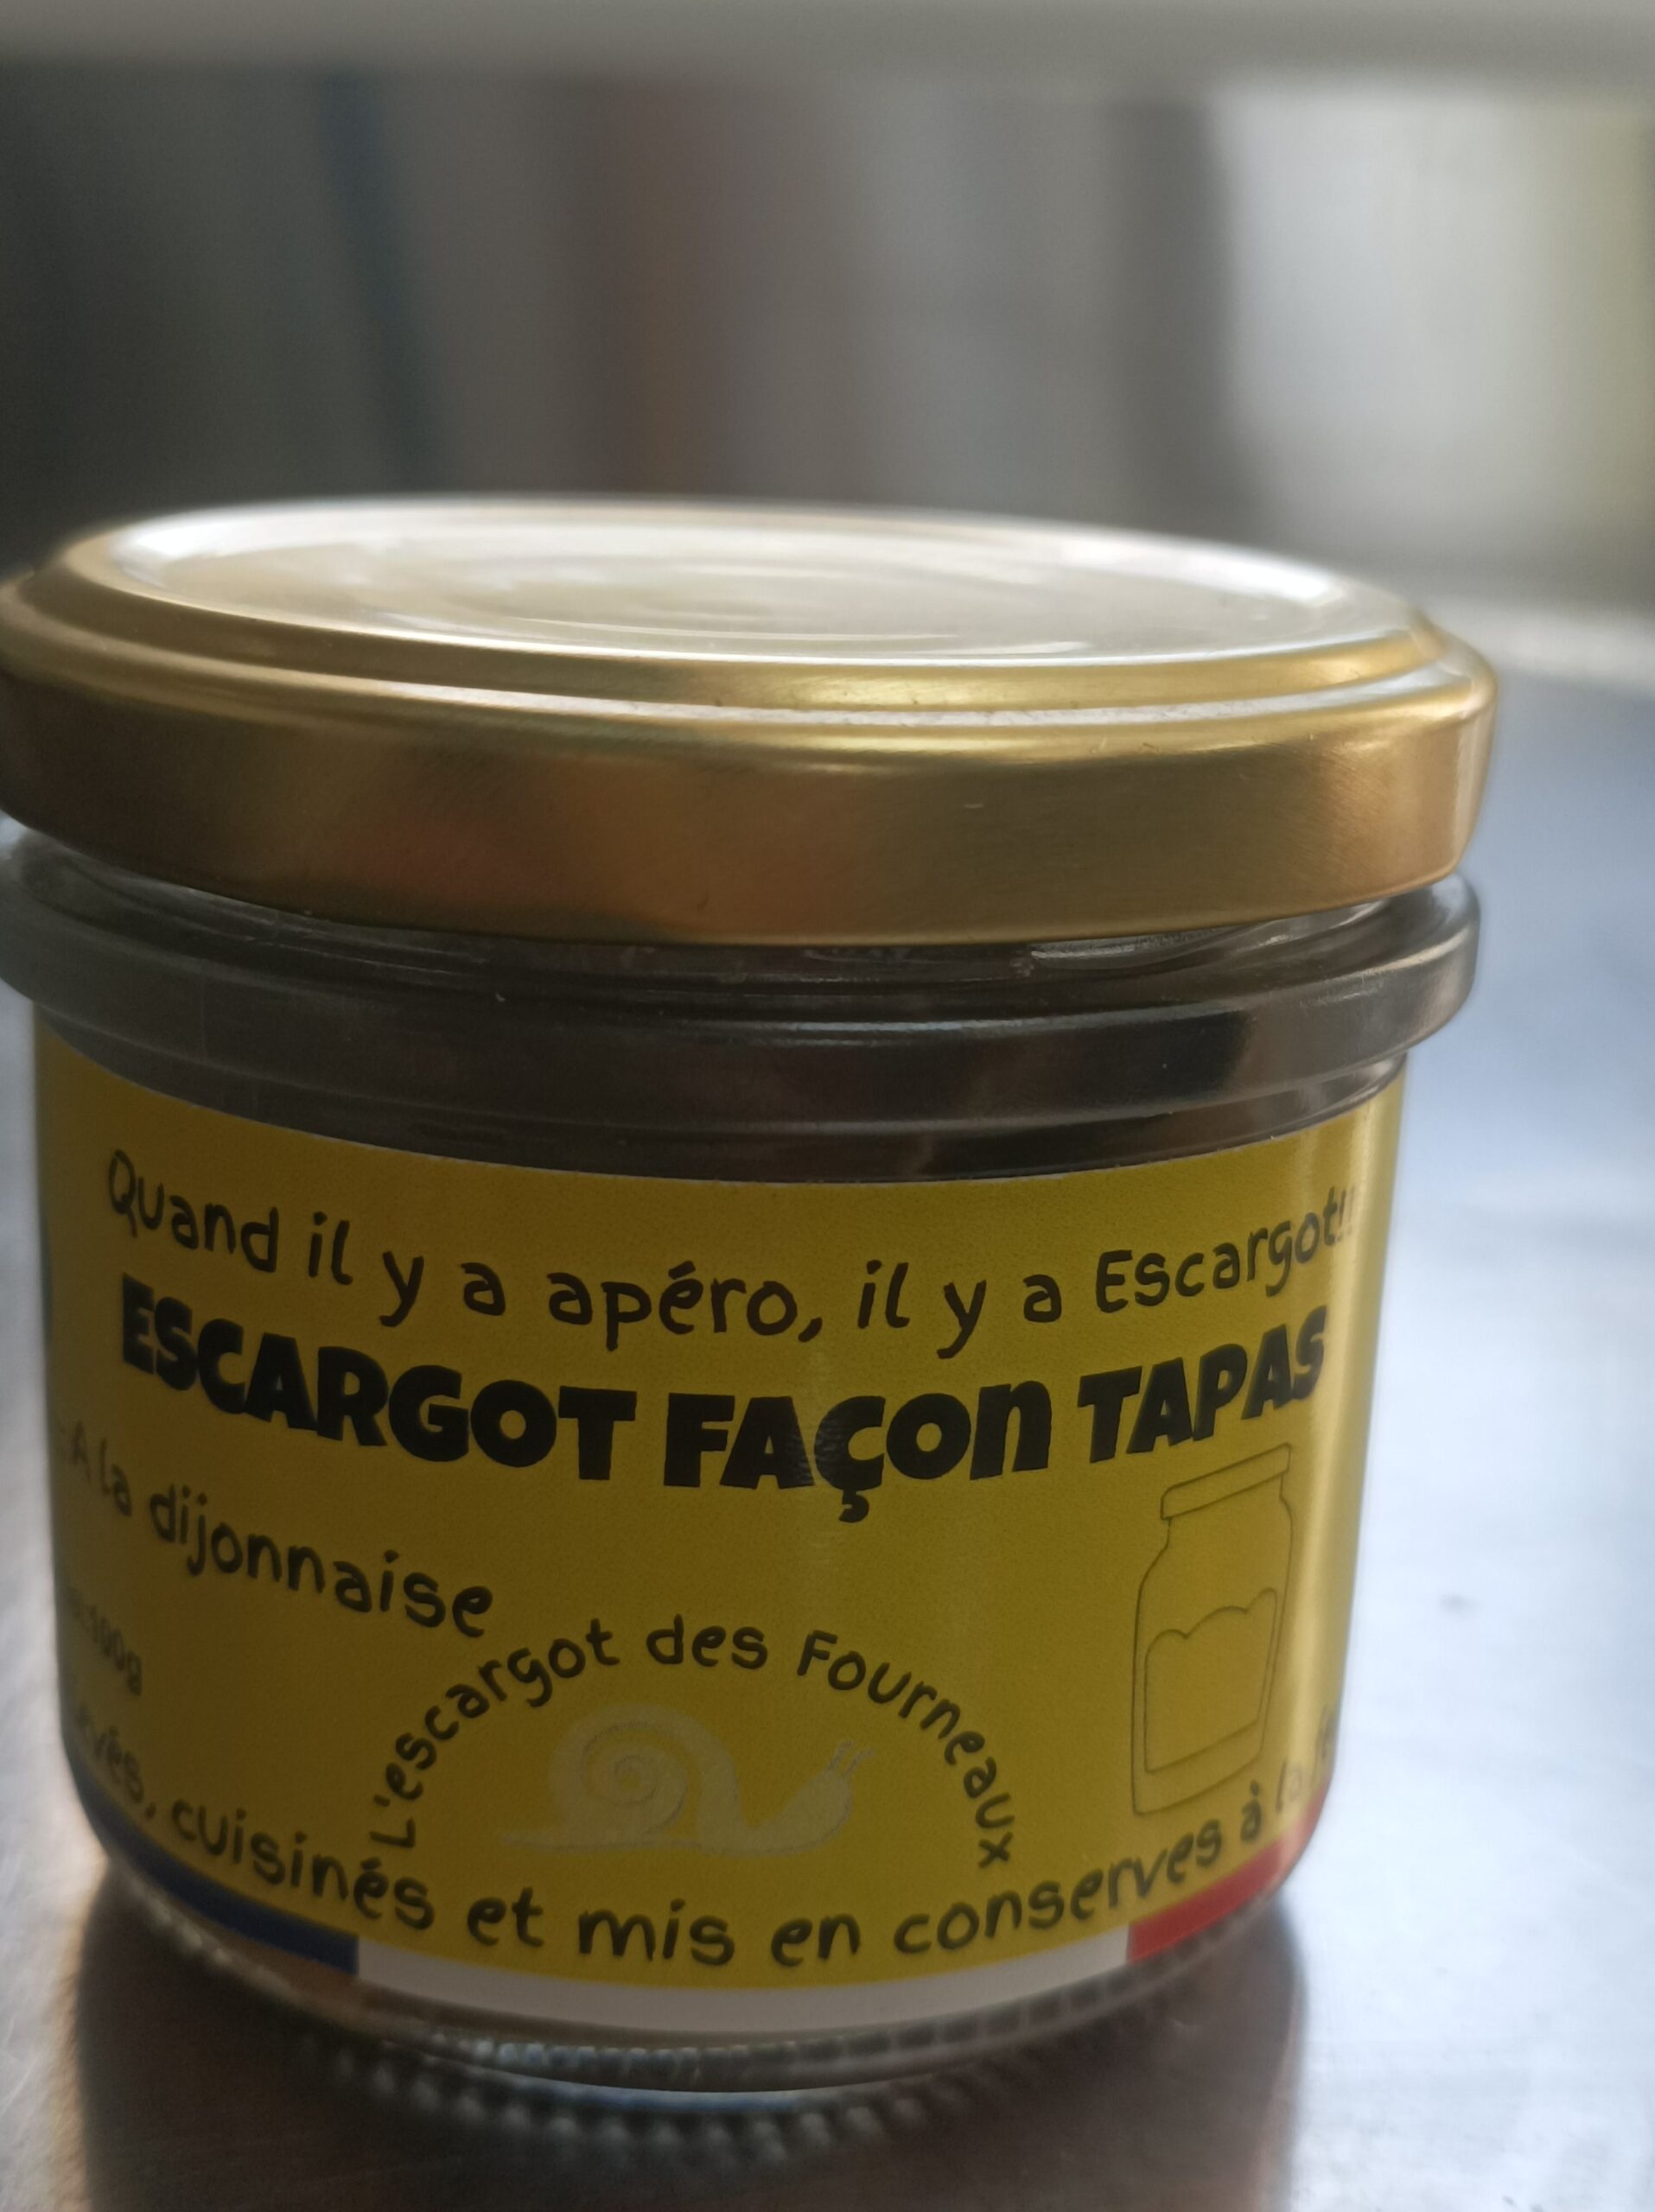 Quand il y a apéro, il y a Escargot!!
ESCARGOT FAÇON TAPAS
-A la dijonnaise
L'escargot des Fourneaux
cuisinés et mis en conserves à la